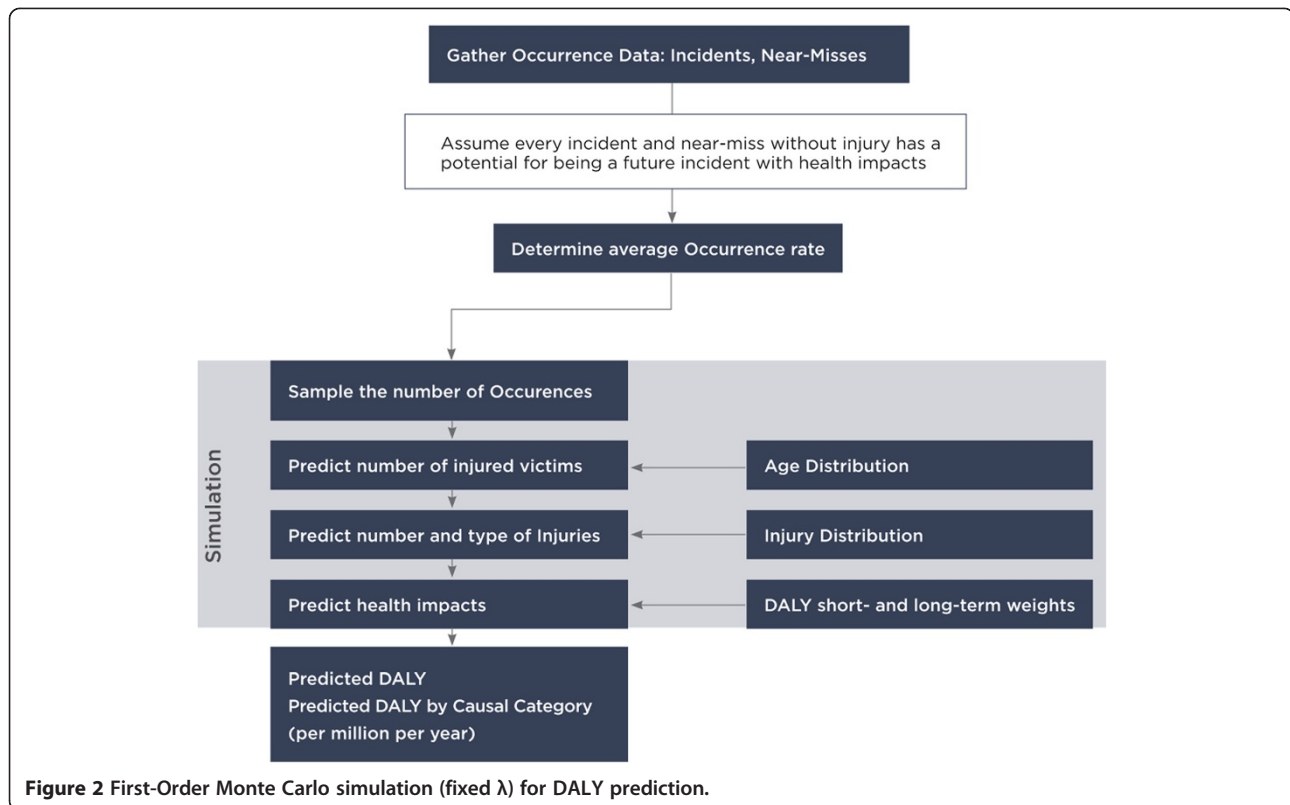 Gather Occurrence Data: Incidents, Near-Misses
Assume every incident and near-miss without injury has a
potential for being a future incident with health impacts
Determine average Occurrence rate
Simulation
Sample the number of Occurences
Predict number of injured victims
Age Distribution
Predict number and type of Injuries
Injury Distribution
Predict health impacts
DALY short- and long-term weights
Predicted DALY
Predicted DALY by Causal Category
(per million per year)
Figure 2 First-Order Monte Carlo simulation (fixed λ) for DALY prediction.